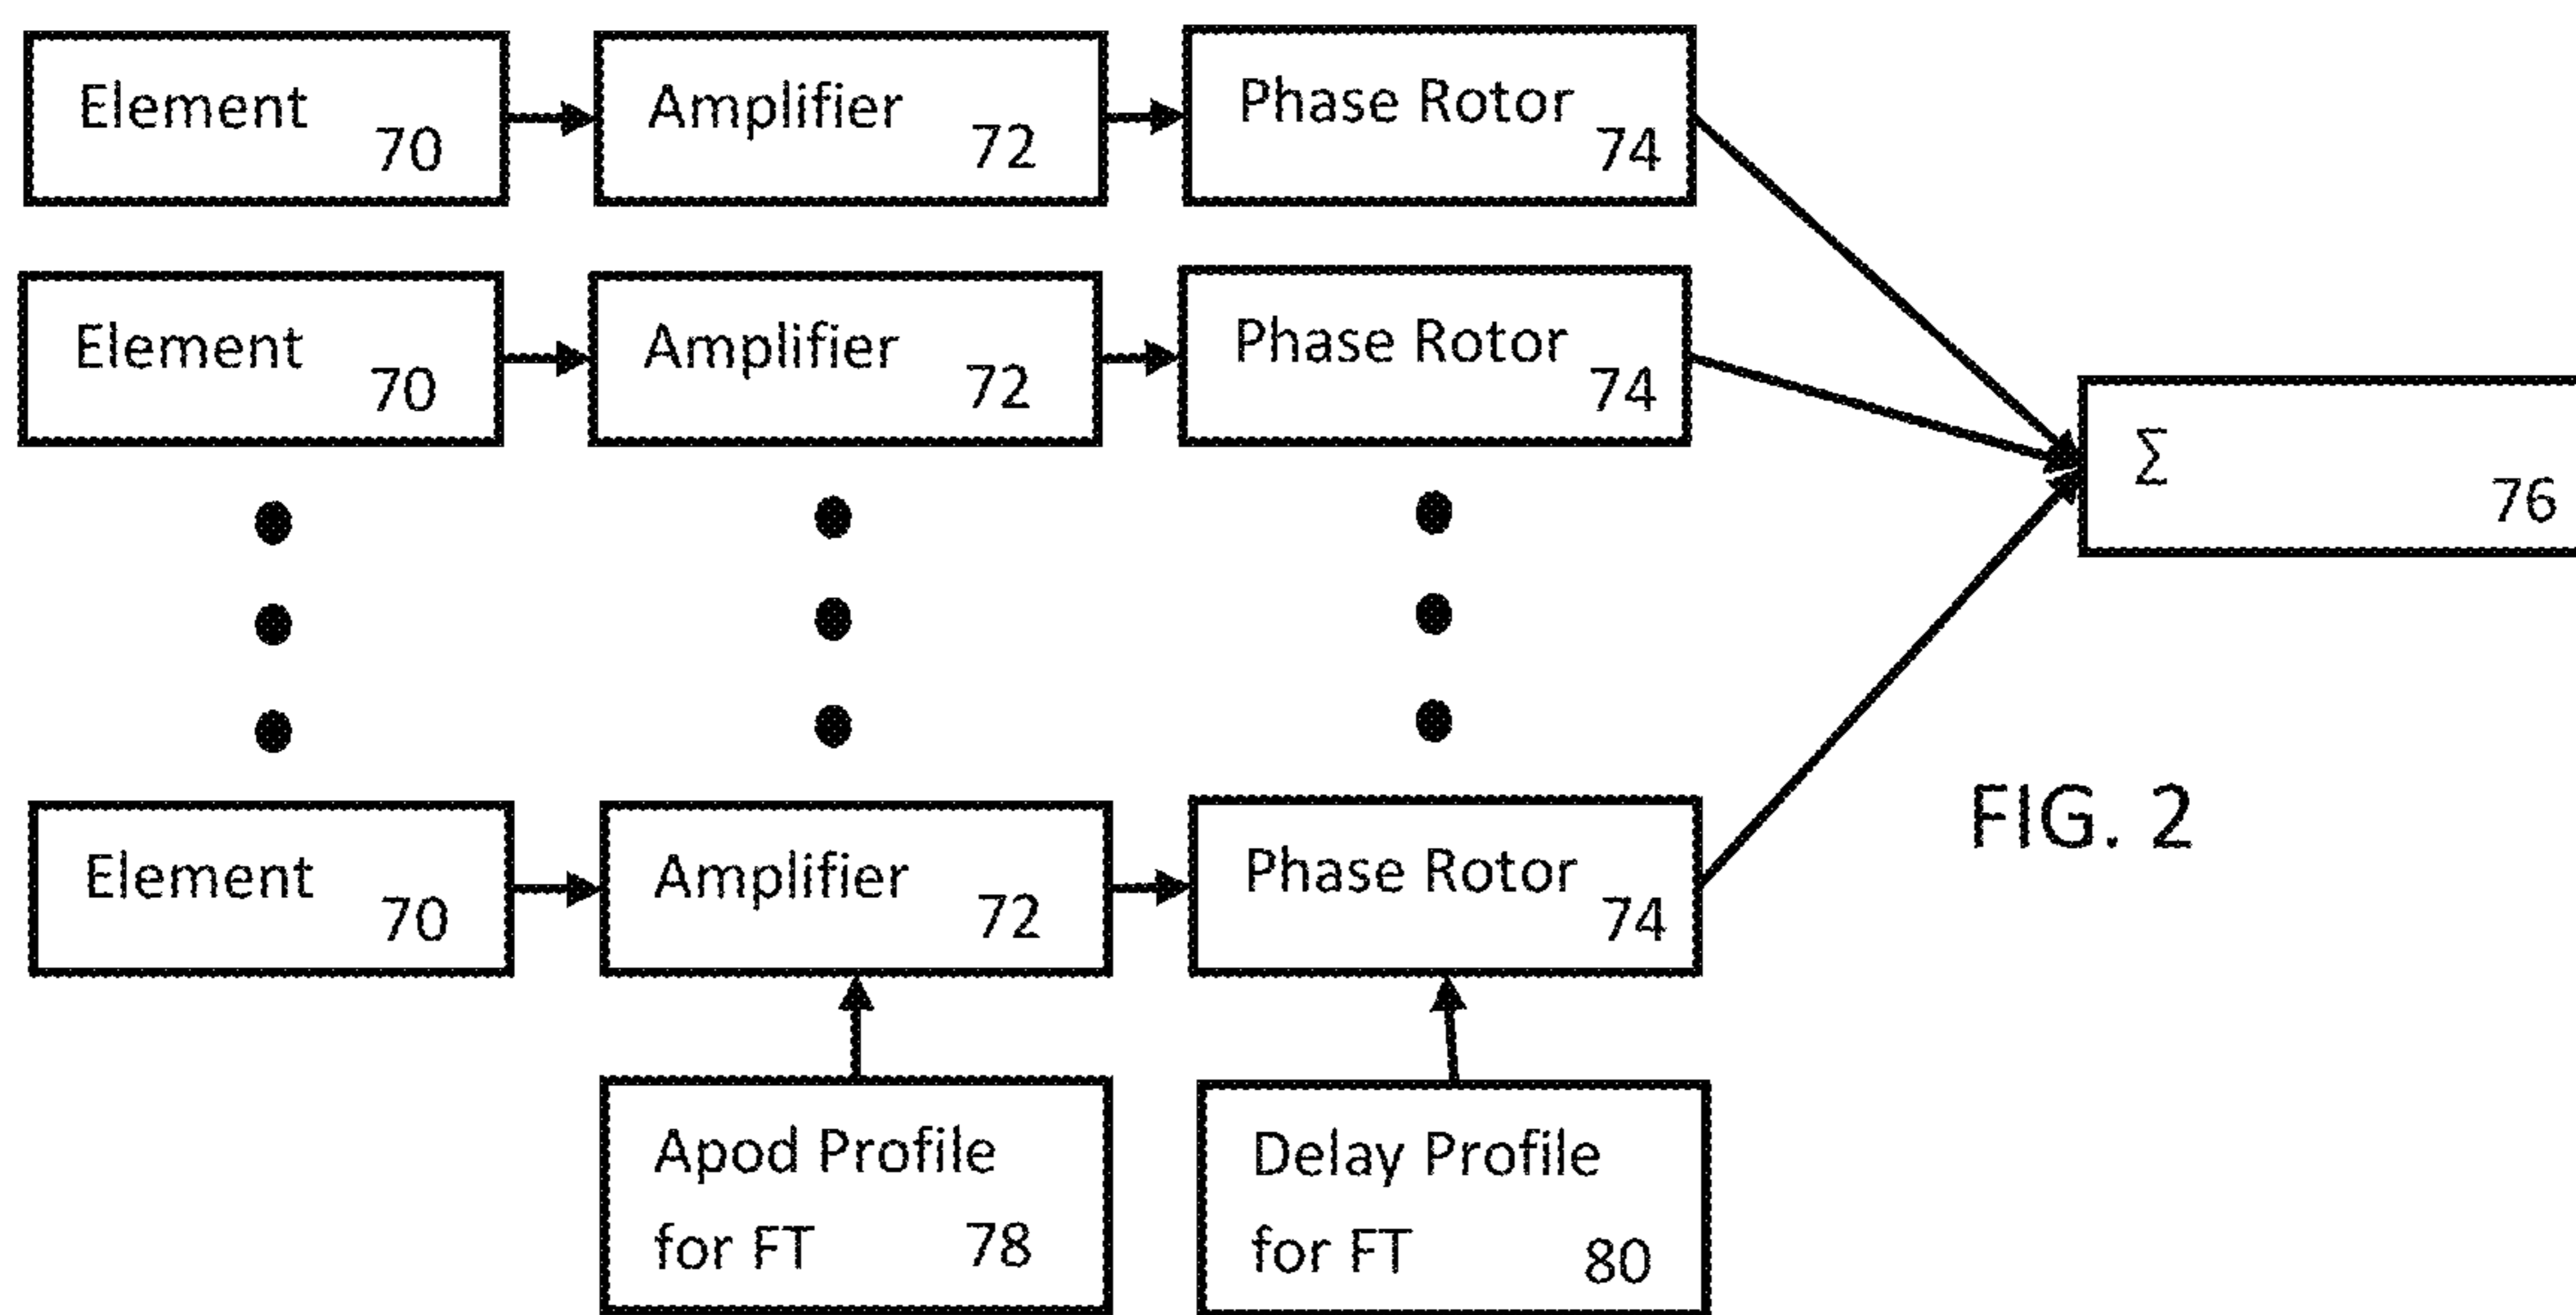 Element 70
Amplifier 72
Phase Rotor 74
Element 70
Amplifier 72
Phase Rotor 74
Σ 76
Element 70
Amplifier 72
Phase Rotor 74
FIG. 2
Apod Profile
for FT 78
Delay Profile
for FT 80